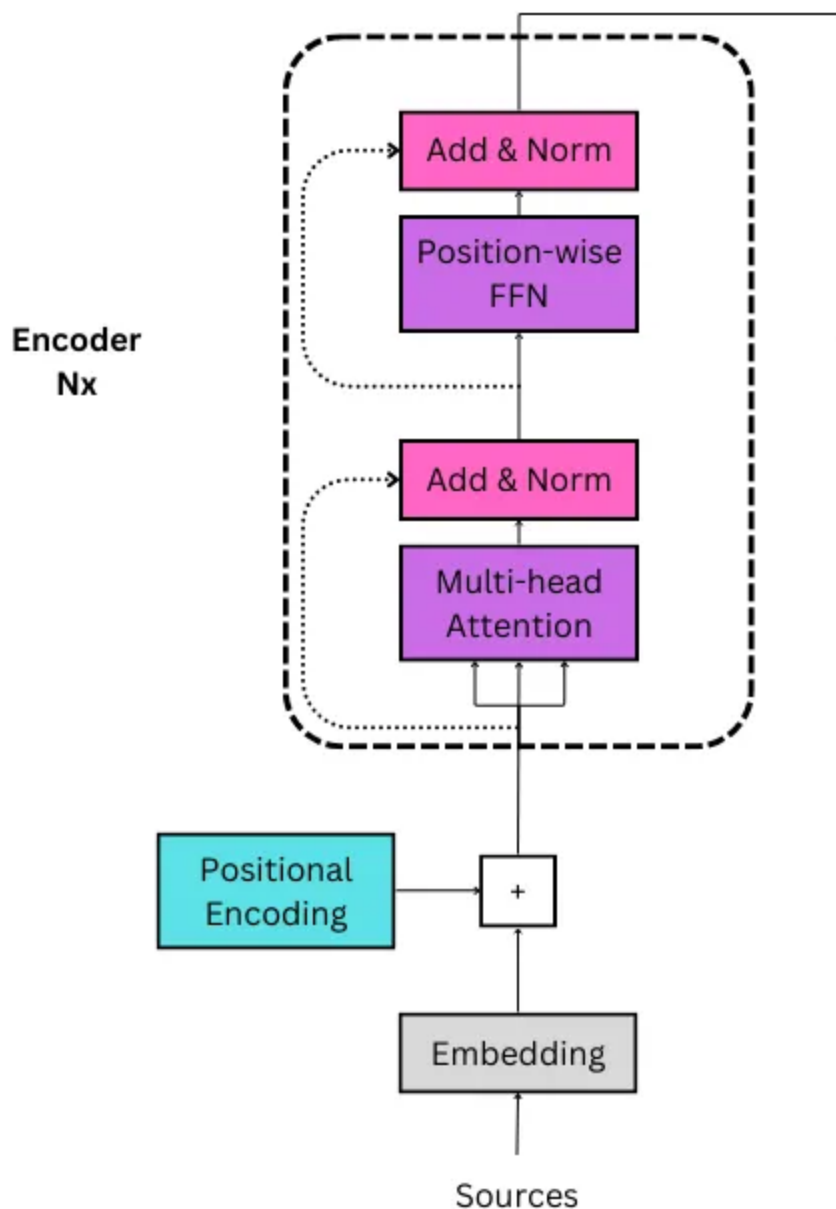 Add & Norm
Position-wise
FFN
Encoder
Nx
Add & Norm
Multi-head
Attention
Positional
Encoding
+
Embedding
Sources